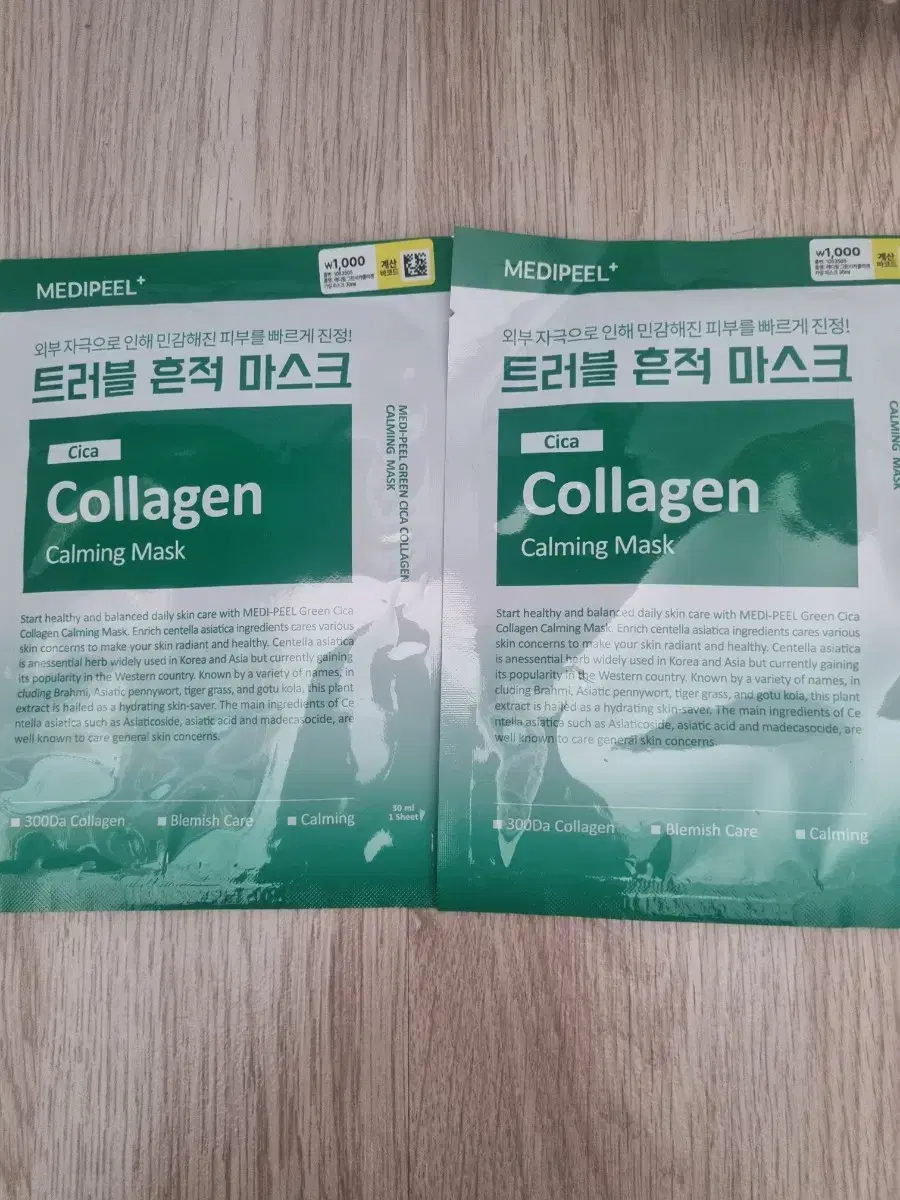 MEDIPEEL+
₩1,000
계산
바코드
외부 자극으로 인해 민감해진 피부를 빠르게 진정!
트러블 흔적 마스크
Cica
Collagen
Calming Mask
MEDI-PEEL GREEN CICA COLLAGEN
CALMING MASK
Start healthy and balanced daily skin care with MEDI-PEEL Green Cica
Collagen Calming Mask. Enrich centella asiatica ingredients cares various
skin concerns to make your skin radiant and healthy. Centella asiatica
is anessential herb widely used in Korea and Asia but currently gaining
its popularity in the Western country. Known by a variety of names, in
cluding Brahmi, Asiatic pennywort, tiger grass, and gotu kola, this plant
extract is hailed as a hydrating skin-saver. The main ingredients of Ce
ntella asiatica such as Asiaticoside, asiatic acid and madecasocide, are
well known to care general skin concerns.
300Da Collagen
Blemish Care
Calming
30 ml
1 Sheet
MEDIPEEL+
₩1,000
계산
바코드
외부 자극으로 인해 민감해진 피부를 빠르게 진정!
트러블 흔적 마스크
Cica
Collagen
Calming Mask
CALMING MASK
Start healthy and balanced daily skin care with MEDI-PEEL Green Cica
Collagen Calming Mask. Enrich centella asiatica ingredients cares various
skin concerns to make your skin radiant and healthy. Centella asiatica
is anessential herb widely used in Korea and Asia but currently gaining
its popularity in the Western country. Known by a variety of names, in
cluding Brahmi, Asiatic pennywort, tiger grass, and gotu kola, this plant
extract is hailed as a hydrating skin-saver. The main ingredients of Ce
ntella asiatica such as Asiaticoside, asiatic acid and madecasocide, are
well known to care general skin concerns.
300Da Collagen
Blemish Care
Calming